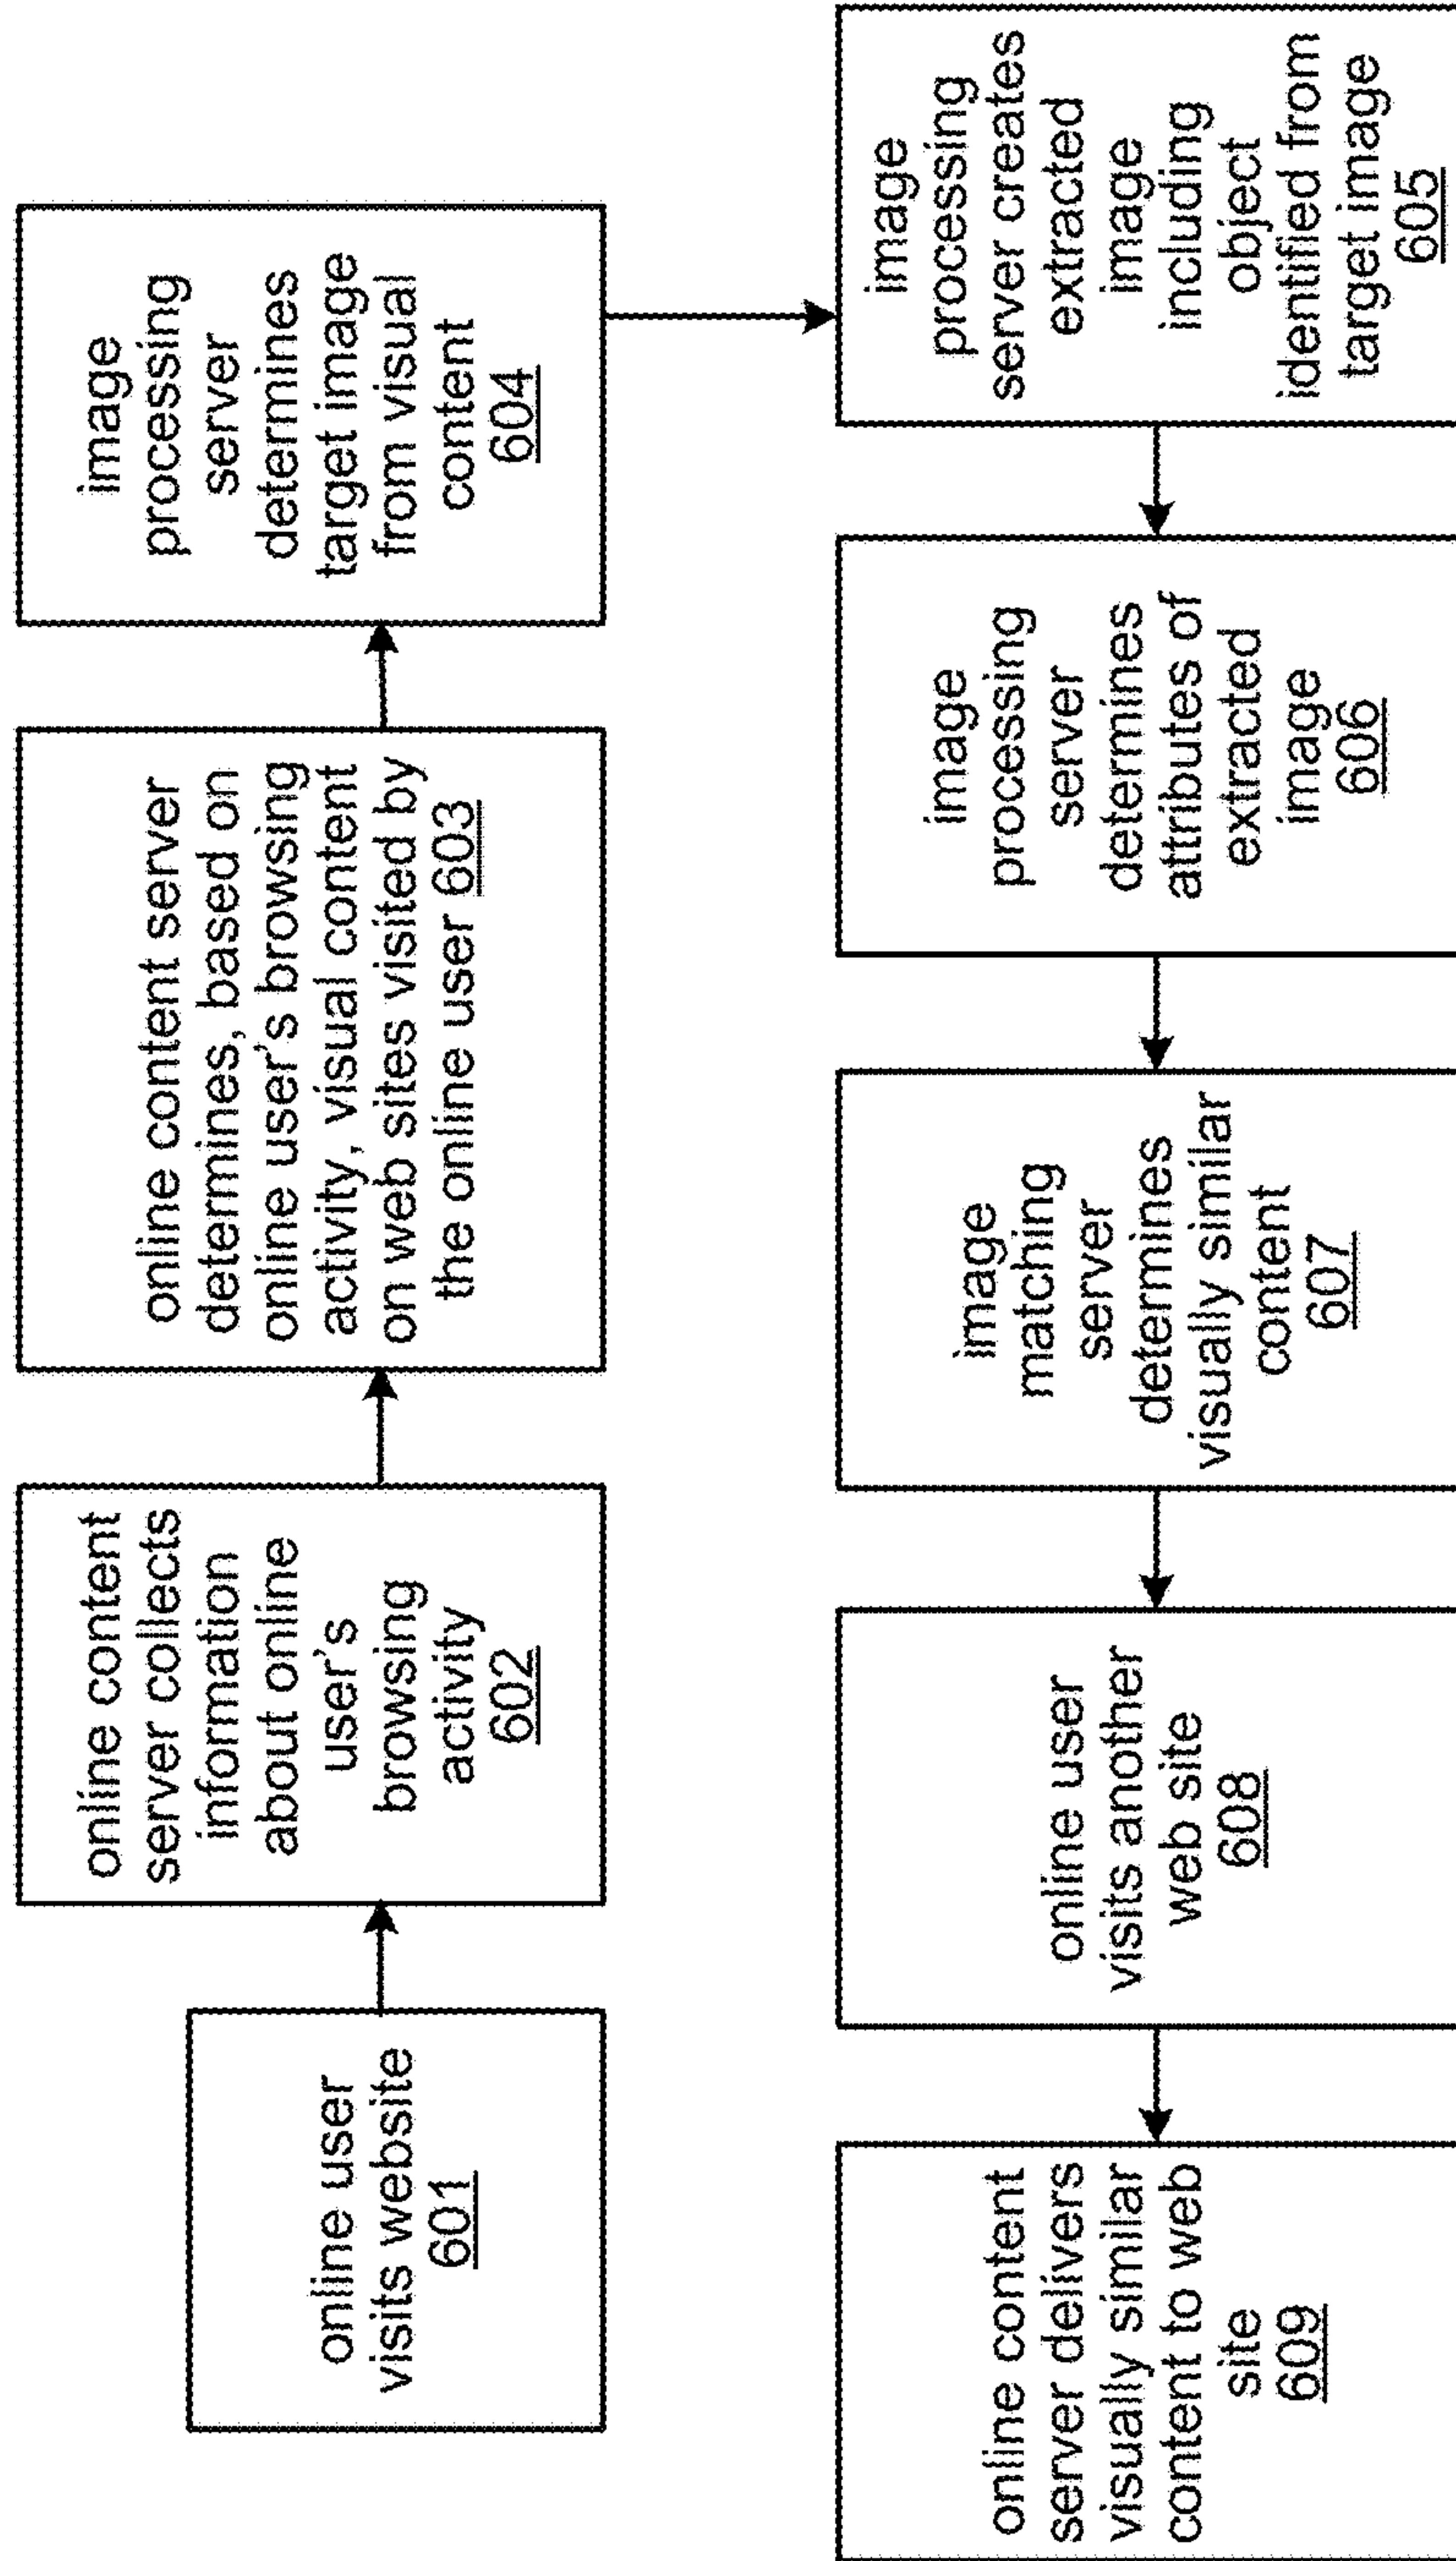 online user
visits website
601
online content
server collects
information
about online
user's
browsing
activity
602
online content server
determines, based on
online user's browsing
activity, visual content
on web sites visited by
the online user 603
image
processing
server
determines
target image
from visual
content
604
image
processing
server creates
extracted
image
including
object
identified from
target image
605
image
processing
server
determines
attributes of
extracted
image
606
image
matching
server
determines
visually similar
content
607
online user
visits another
web site
608
online content
server delivers
visually similar
content to web
site
609